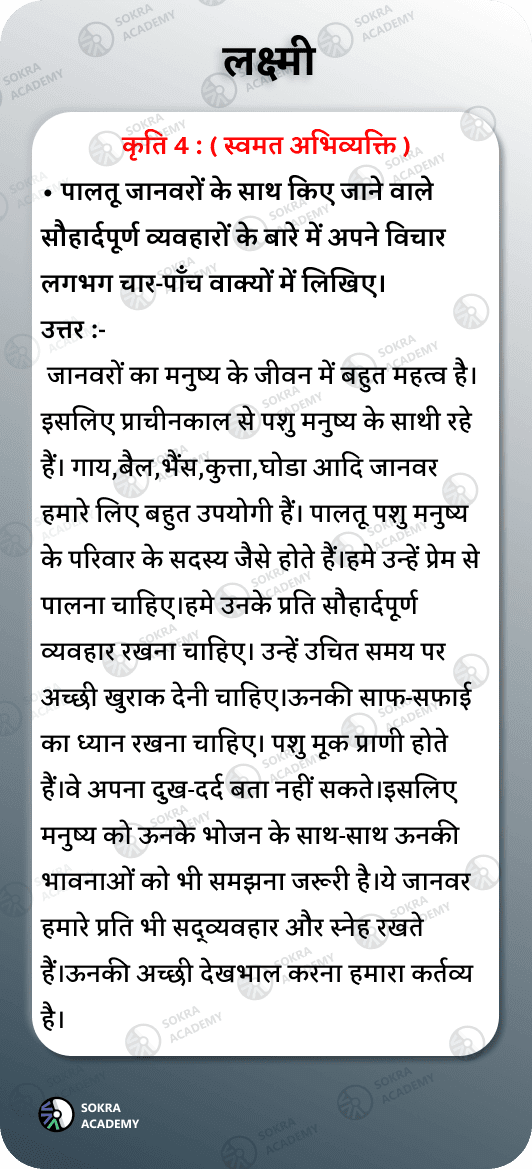 लक्ष्मी
कृति 4 : ( स्वमत अभिव्यक्ति )
• पालतू जानवरों के साथ किए जाने वाले
सौहार्दपूर्ण व्यवहारों के बारे में अपने विचार
लगभग चार-पाँच वाक्यों में लिखिए।
उत्तर :-
जानवरों का मनुष्य के जीवन में बहुत महत्व है।
इसलिए प्राचीनकाल से पशु मनुष्य के साथी रहे
हैं। गाय,बैल,भैंस,कुत्ता,घोडा आदि जानवर
हमारे लिए बहुत उपयोगी हैं। पालतू पशु मनुष्य
के परिवार के सदस्य जैसे होते हैं।हमे उन्हें प्रेम से
पालना चाहिए।हमे उनके प्रति सौहार्दपूर्ण
व्यवहार रखना चाहिए। उन्हें उचित समय पर
अच्छी खुराक देनी चाहिए।ऊनकी साफ-सफाई
का ध्यान रखना चाहिए। पशु मूक प्राणी होते
हैं।वे अपना दुख-दर्द बता नहीं सकते।इसलिए
मनुष्य को ऊनके भोजन के साथ-साथ ऊनकी
भावनाओं को भी समझना जरूरी है।ये जानवर
हमारे प्रति भी सद्‌व्यवहार और स्नेह रखते
हैं।ऊनकी अच्छी देखभाल करना हमारा कर्तव्य
है।
SOKRA
ACADEMY